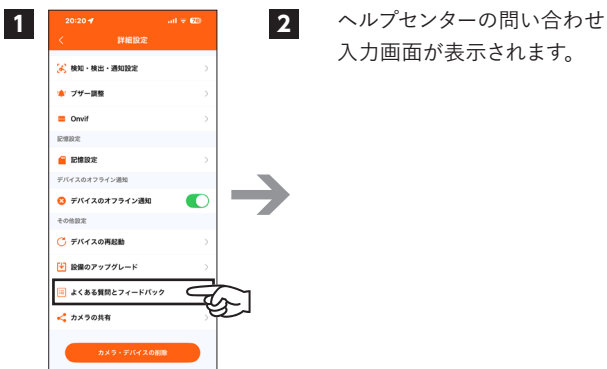 1
20:20
詳細設定
検知・検出・通知設定
ブザー調整
Onvif
記憶設定
記憶設定
デバイスのオフライン通知
デバイスのオフライン通知
その他設定
デバイスの再起動
設備のアップグレード
よくある質問とフィードバック
カメラの共有
カメラ・デバイスの削除
2
ヘルプセンターの問い合わせ
入力画面が表示されます。